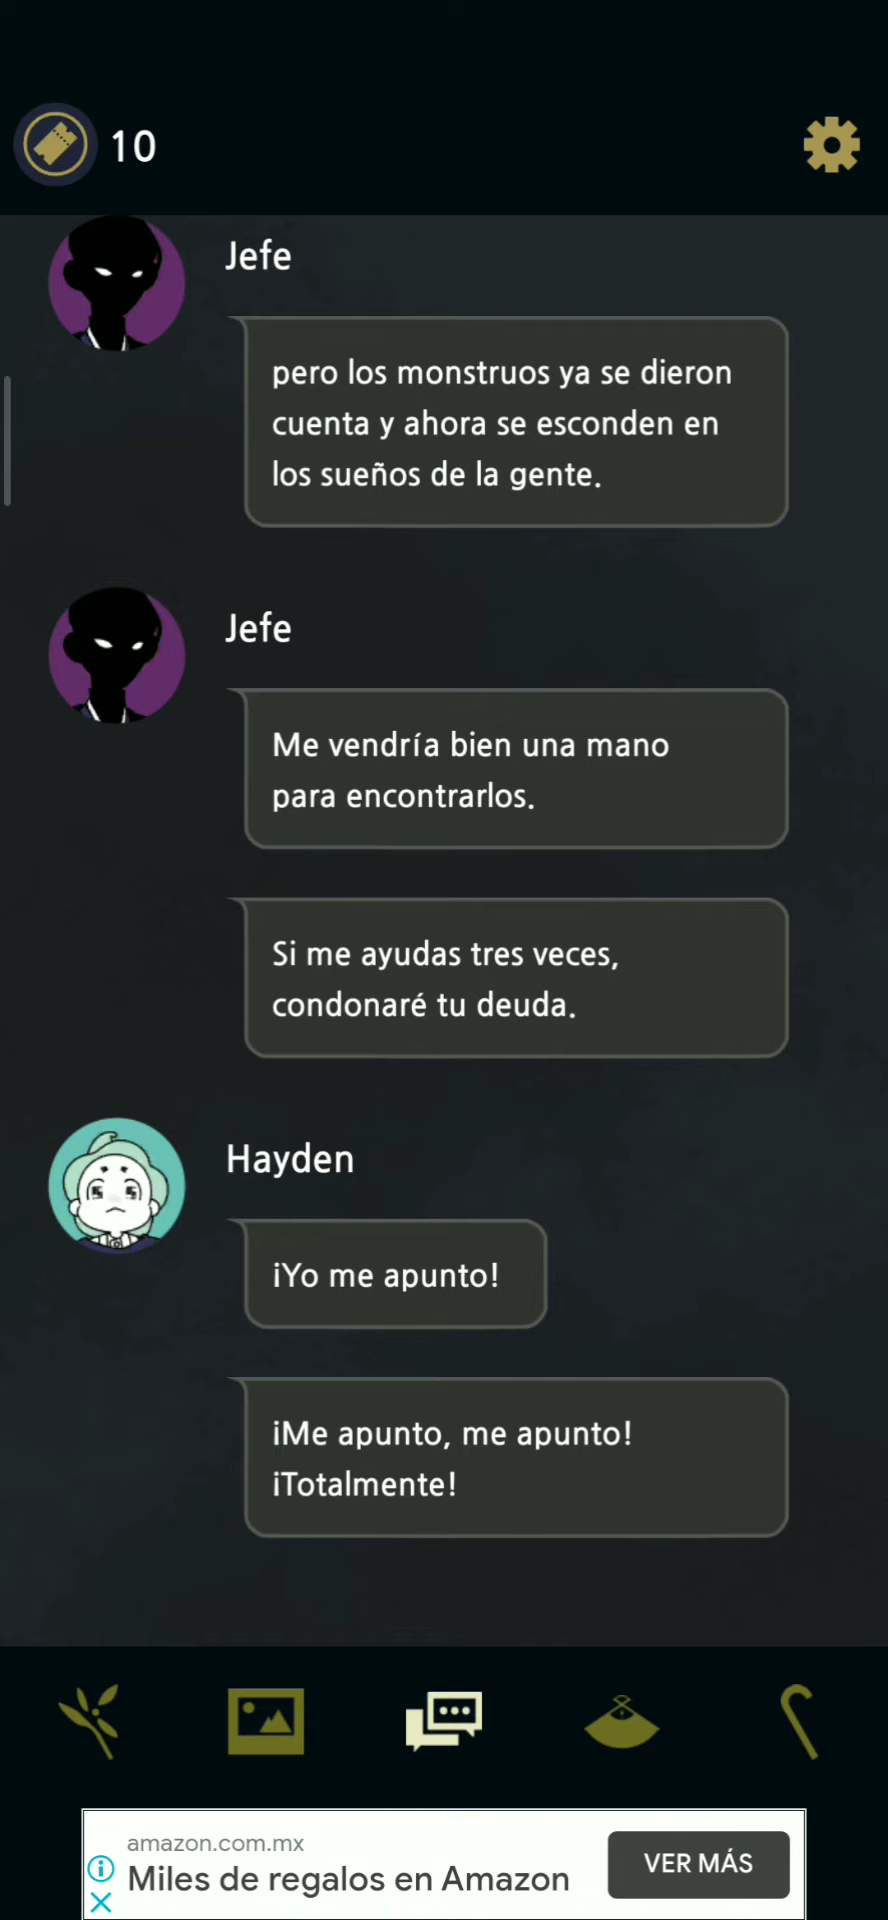 10
Jefe
pero los monstruos ya se dieron
cuenta y ahora se esconden en
los sueños de la gente.
Jefe
Me vendría bien una mano
para encontrarlos.
Si me ayudas tres veces,
condonaré tu deuda.
Hayden
¡Yo me apunto!
¡Me apunto, me apunto!
¡Totalmente!
amazon.com.mx
Miles de regalos en Amazon
VER MÁS